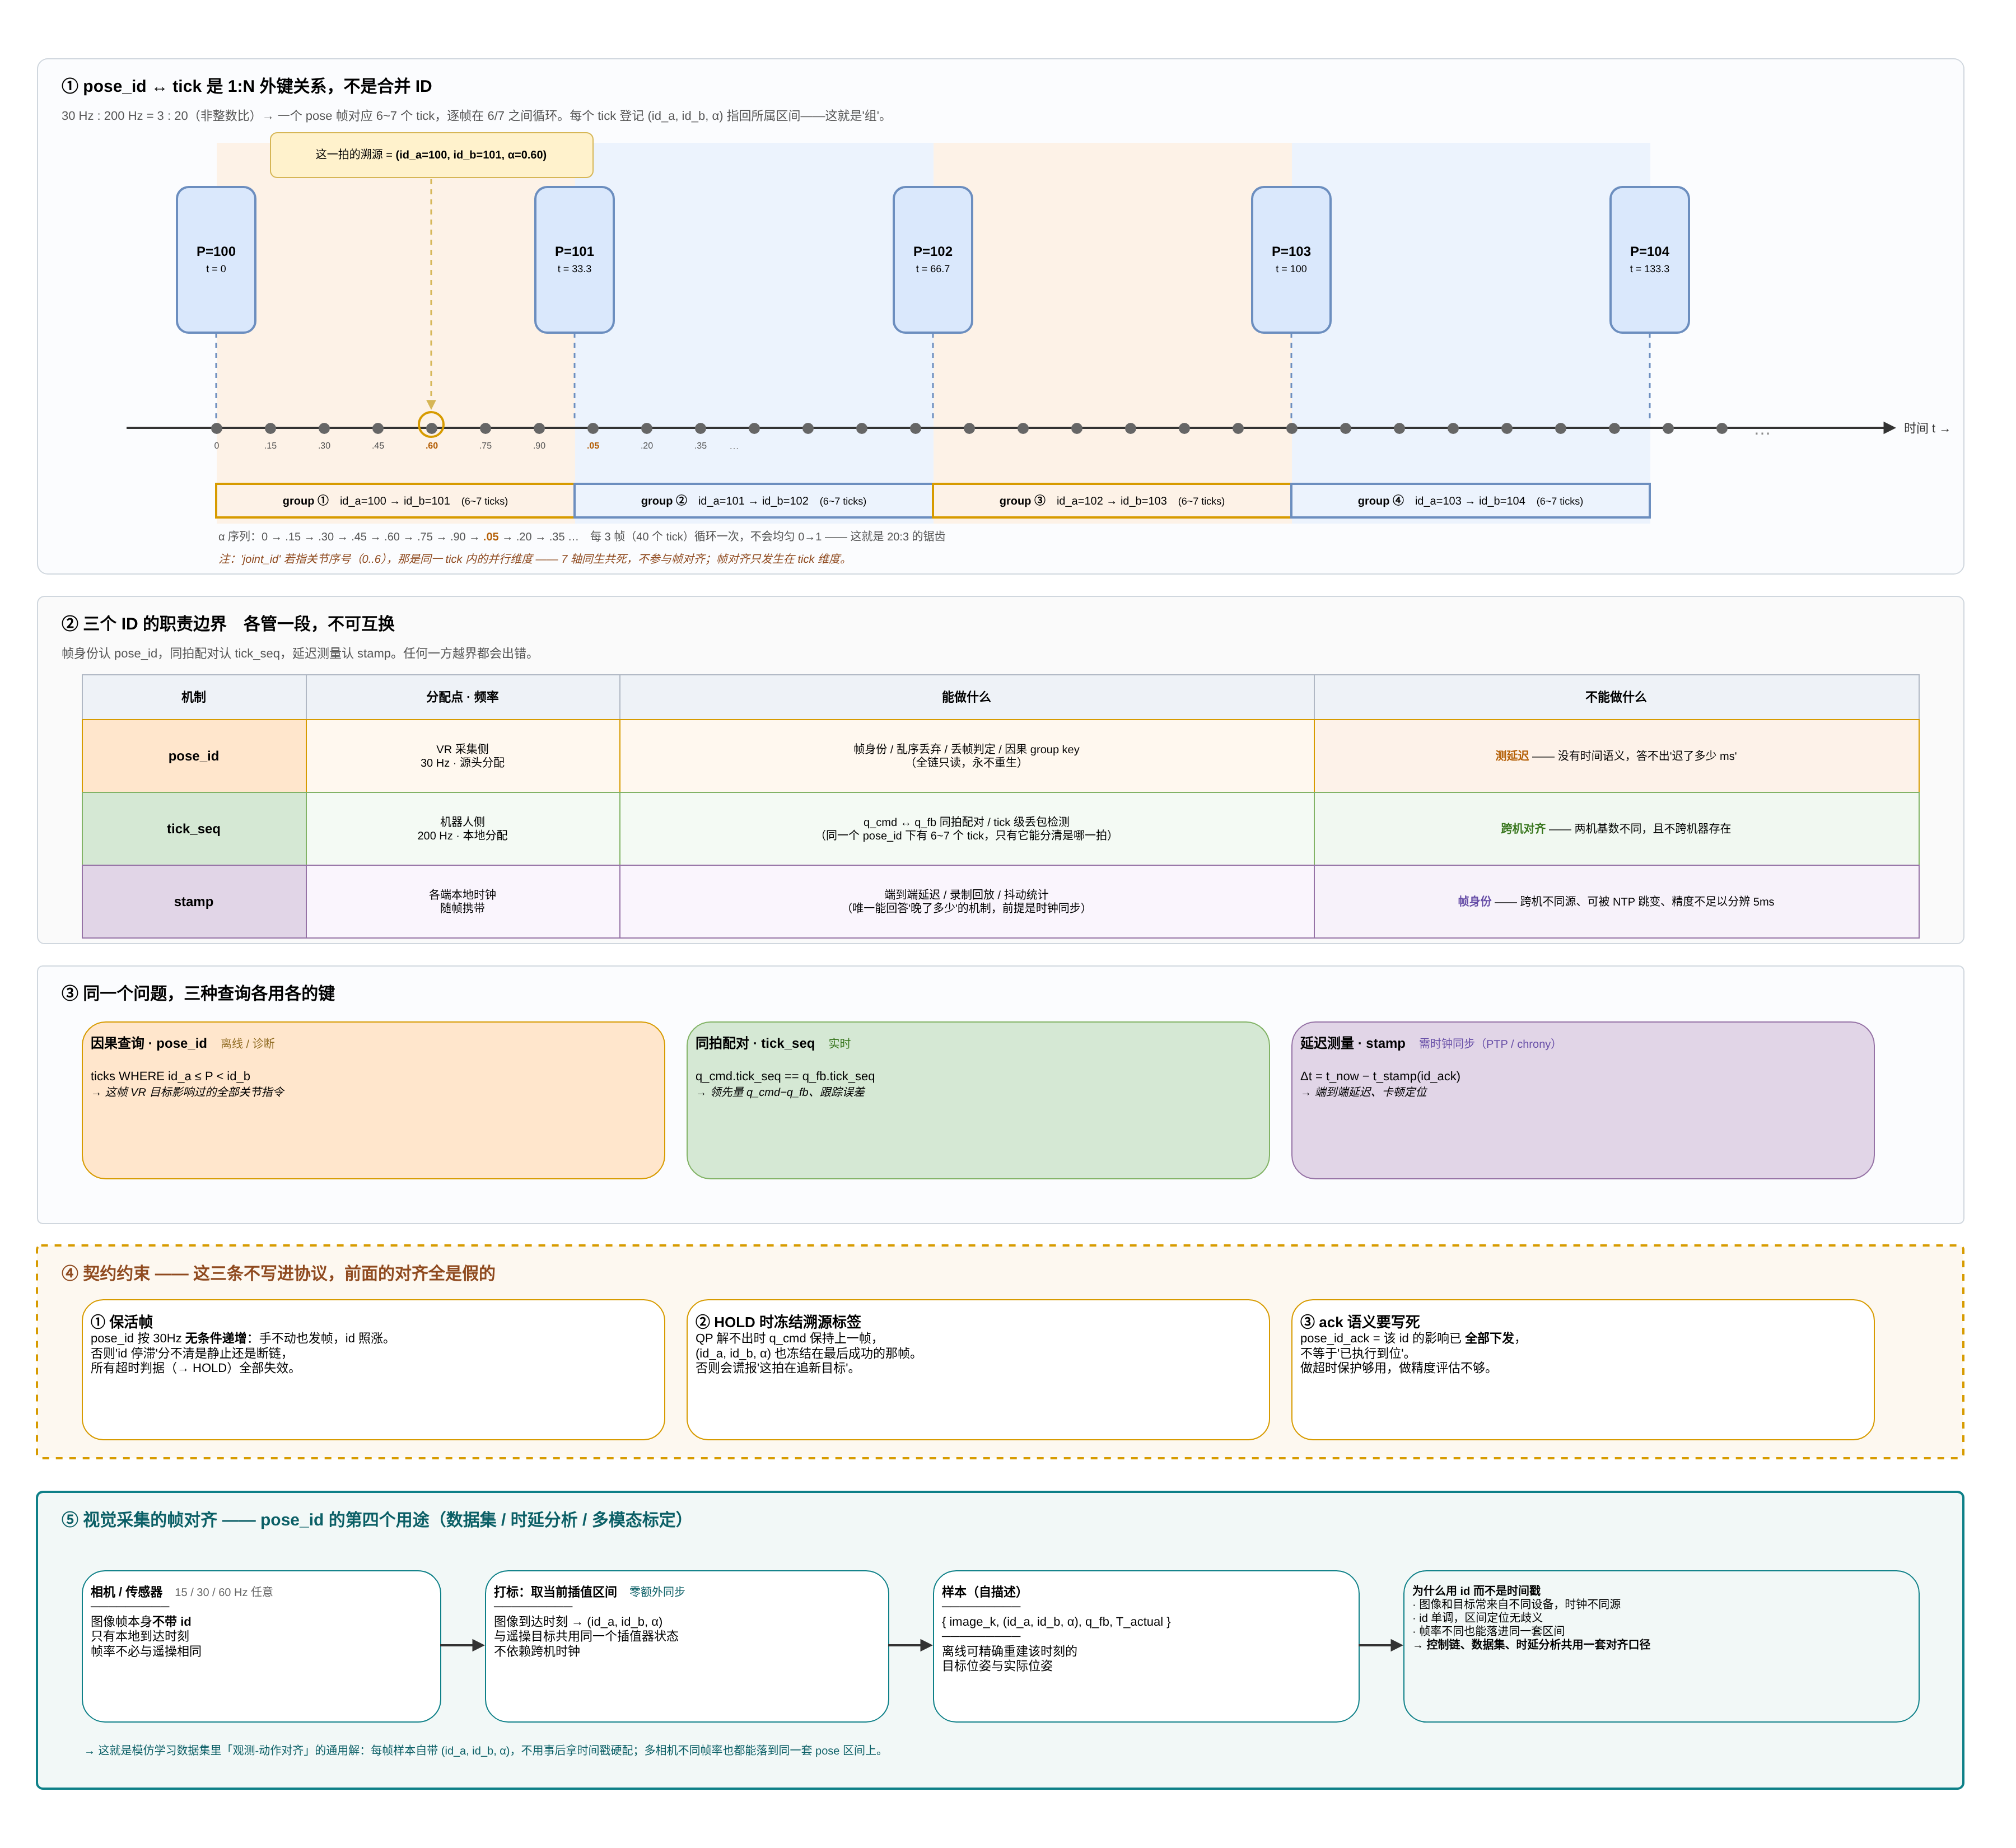 ① pose_id ↔ tick 是 1:N 外键关系，不是合并 ID
30 Hz : 200 Hz = 3 : 20（非整数比）→ 一个 pose 帧对应 6~7 个 tick，逐帧在 6/7 之间循环。每个 tick 登记 (id_a, id_b, α) 指回所属区间——这就是'组'。
这一拍的溯源 = (id_a=100, id_b=101, α=0.60)
P=100
t = 0
P=101
t = 33.3
P=102
t = 66.7
P=103
t = 100
P=104
t = 133.3
时间 t →
0 .15 .30 .45 .60 .75 .90 .05 .20 .35 …
…
group ① id_a=100 → id_b=101 (6~7 ticks)
group ② id_a=101 → id_b=102 (6~7 ticks)
group ③ id_a=102 → id_b=103 (6~7 ticks)
group ④ id_a=103 → id_b=104 (6~7 ticks)
α 序列：0 → .15 → .30 → .45 → .60 → .75 → .90 → .05 → .20 → .35 … 每 3 帧（40 个 tick）循环一次，不会均匀 0→1 —— 这就是 20:3 的锯齿
注：'joint_id' 若指关节序号（0..6），那是同一 tick 内的并行维度 —— 7 轴同生共死，不参与帧对齐；帧对齐只发生在 tick 维度。
② 三个 ID 的职责边界 各管一段，不可互换
帧身份认 pose_id，同拍配对认 tick_seq，延迟测量认 stamp。任何一方越界都会出错。
机制
分配点 · 频率
能做什么
不能做什么
pose_id
VR 采集侧
30 Hz · 源头分配
帧身份 / 乱序丢弃 / 丢帧判定 / 因果 group key
（全链只读，永不重生）
测延迟 —— 没有时间语义，答不出'迟了多少 ms'
tick_seq
机器人侧
200 Hz · 本地分配
q_cmd ↔ q_fb 同拍配对 / tick 级丢包检测
（同一个 pose_id 下有 6~7 个 tick，只有它能分清是哪一拍）
跨机对齐 —— 两机基数不同，且不跨机器存在
stamp
各端本地时钟
随帧携带
端到端延迟 / 录制回放 / 抖动统计
（唯一能回答'晚了多少'的机制，前提是时钟同步）
帧身份 —— 跨机不同源、可被 NTP 跳变、精度不足以分辨 5ms
③ 同一个问题，三种查询各用各的键
因果查询 · pose_id 离线 / 诊断
ticks WHERE id_a ≤ P < id_b
→ 这帧 VR 目标影响过的全部关节指令
同拍配对 · tick_seq 实时
q_cmd.tick_seq == q_fb.tick_seq
→ 领先量 q_cmd−q_fb、跟踪误差
延迟测量 · stamp 需时钟同步（PTP / chrony）
Δt = t_now − t_stamp(id_ack)
→ 端到端延迟、卡顿定位
④ 契约约束 —— 这三条不写进协议，前面的对齐全是假的
① 保活帧
pose_id 按 30Hz 无条件递增：手不动也发帧，id 照涨。
否则'id 停滞'分不清是静止还是断链，
所有超时判据（→ HOLD）全部失效。
② HOLD 时冻结溯源标签
QP 解不出时 q_cmd 保持上一帧，
(id_a, id_b, α) 也冻结在最后成功的那帧。
否则会谎报'这拍在追新目标'。
③ ack 语义要写死
pose_id_ack = 该 id 的影响已 全部下发，
不等于'已执行到位'。
做超时保护够用，做精度评估不够。
⑤ 视觉采集的帧对齐 —— pose_id 的第四个用途（数据集 / 时延分析 / 多模态标定）
相机 / 传感器 15 / 30 / 60 Hz 任意
图像帧本身不带 id
只有本地到达时刻
帧率不必与遥操相同
打标：取当前插值区间 零额外同步
图像到达时刻 → (id_a, id_b, α)
与遥操目标共用同一个插值器状态
不依赖跨机时钟
样本（自描述）
{ image_k, (id_a, id_b, α), q_fb, T_actual }
离线可精确重建该时刻的
目标位姿与实际位姿
为什么用 id 而不是时间戳
· 图像和目标常来自不同设备，时钟不同源
· id 单调，区间定位无歧义
· 帧率不同也能落进同一套区间
→ 控制链、数据集、时延分析共用一套对齐口径
→ 这就是模仿学习数据集里「观测-动作对齐」的通用解：每帧样本自带 (id_a, id_b, α)，不用事后拿时间戳硬配；多相机不同帧率也都能落到同一套 pose 区间上。